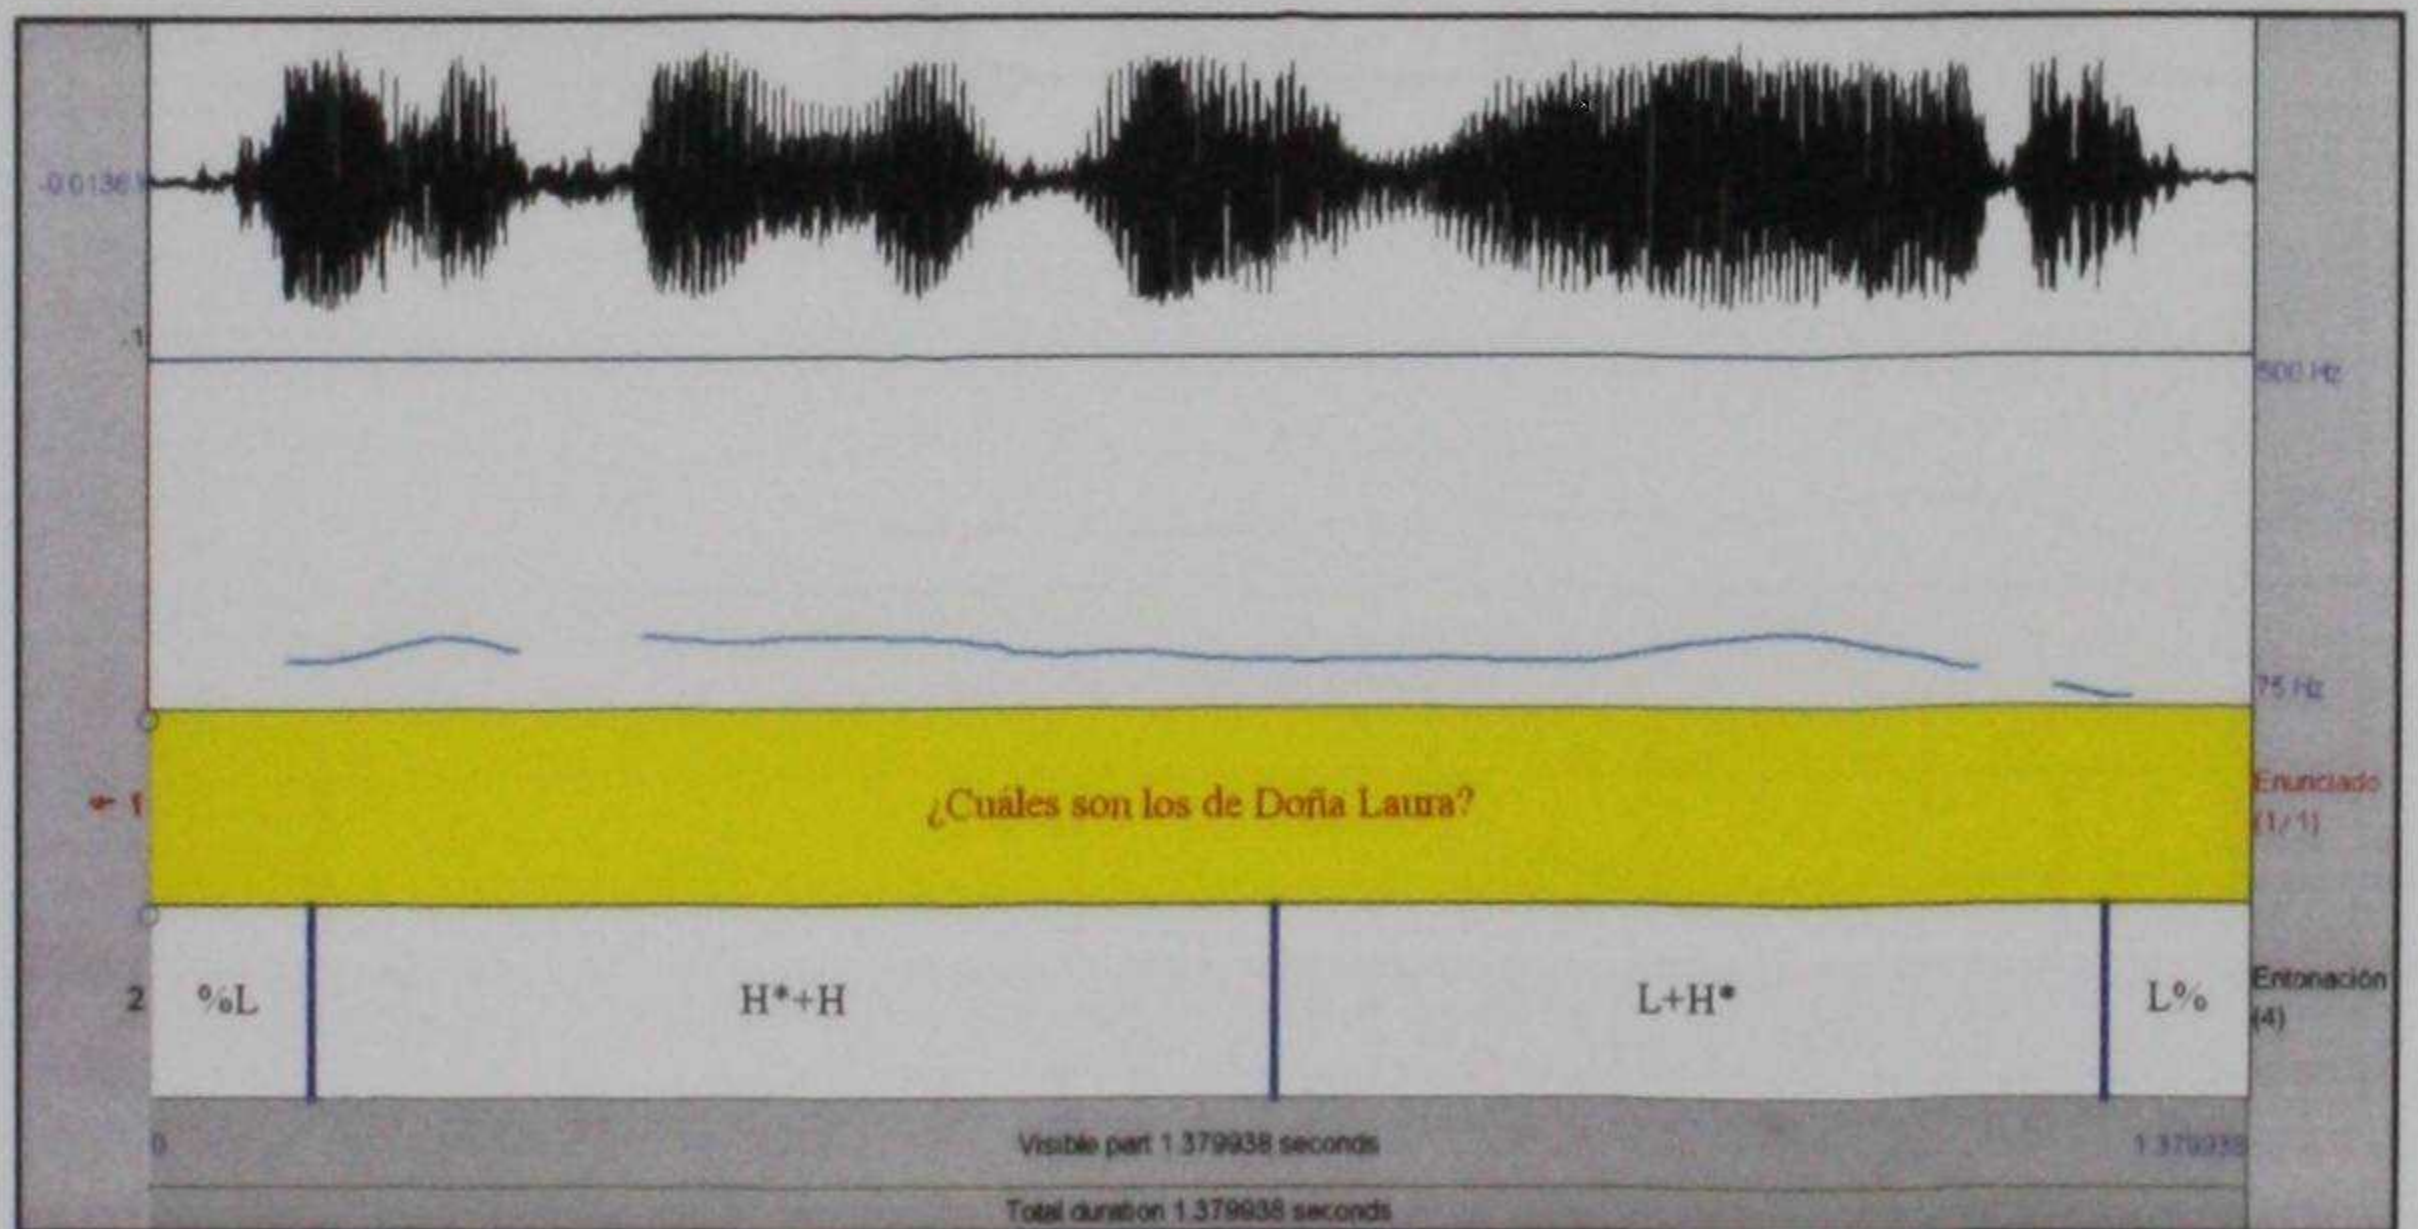 -0.01361
-1
500 Hz
75 Hz
1
¿Cuáles son los de Doña Laura?
Enunciado
(1/1)
2
%L
H*+H
L+H*
L%
Entonación
(4)
0
Visible part 1.379938 seconds
1.379938
Total duration 1.379938 seconds